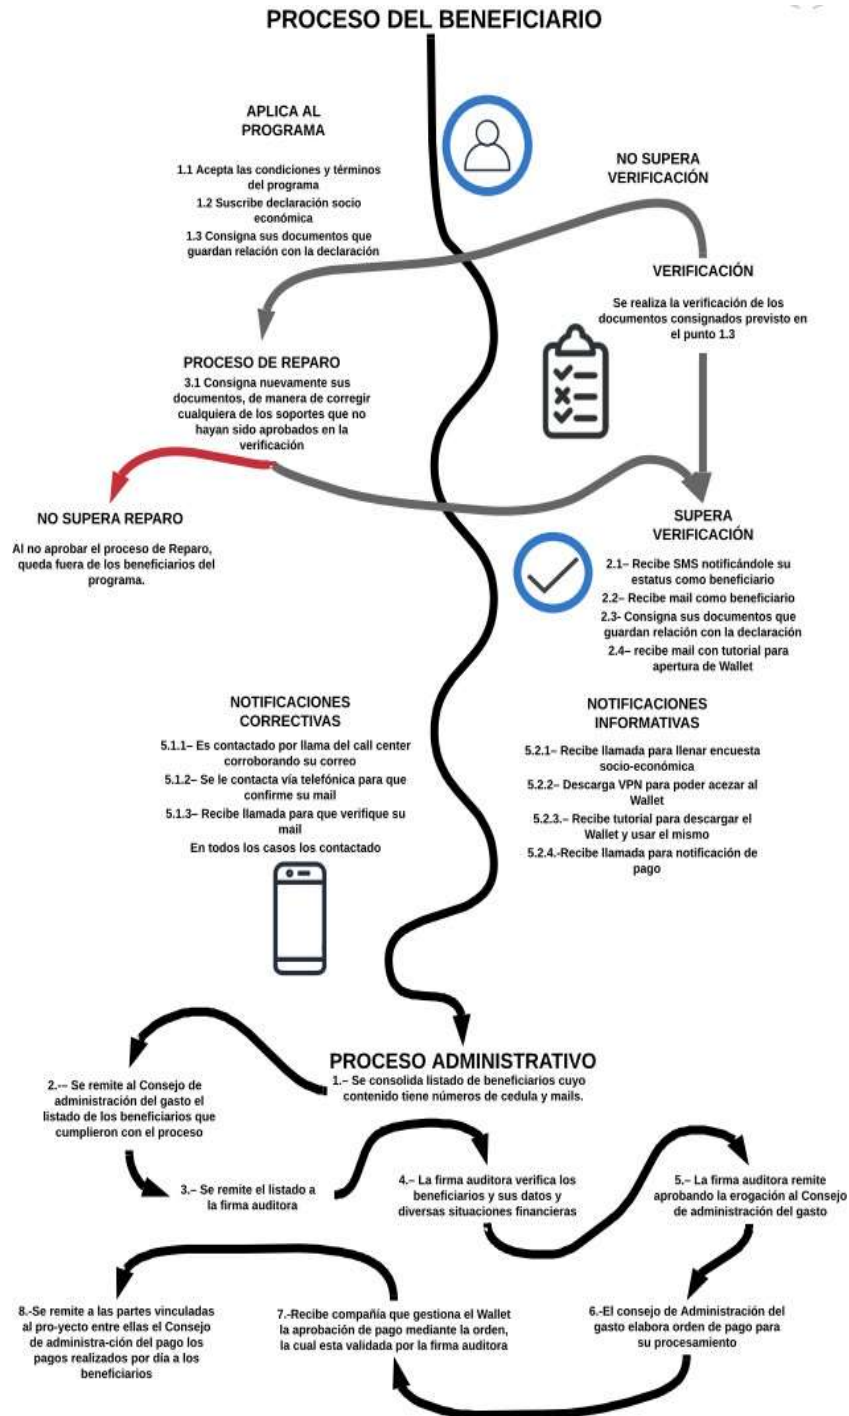 PROCESO DEL BENEFICIARIO
APLICA AL
PROGRAMA
1.1 Acepta las condiciones y términos
del programa
1.2 Suscribe declaración socio
económica
1.3 Consigna sus documentos que
guardan relación con la declaración
NO SUPERA
VERIFICACIÓN
VERIFICACIÓN
Se realiza la verificación de los
documentos consignados previsto en
el punto 1.3
PROCESO DE REPARO
3.1 Consigna nuevamente sus
documentos, de manera de corregir
cualquiera de los soportes que no
hayan sido aprobados en la
verificación
NO SUPERA REPARO
Al no aprobar el proceso de Reparo,
queda fuera de los beneficiarios del
programa.
SUPERA
VERIFICACIÓN
2.1– Recibe SMS notificándole su
estatus como beneficiario
2.2– Recibe mail como beneficiario
2.3- Consigna sus documentos que
guardan relación con la declaración
2.4– recibe mail con tutorial para
apertura de Wallet
NOTIFICACIONES
CORRECTIVAS
5.1.1– Es contactado por llama del call center
corroborando su correo
5.1.2– Se le contacta vía telefónica para que
confirme su mail
5.1.3– Recibe llamada para que verifique su
mail
En todos los casos los contactado
NOTIFICACIONES
INFORMATIVAS
5.2.1– Recibe llamada para llenar encuesta
socio-económica
5.2.2– Descarga VPN para poder acezar al
Wallet
5.2.3.– Recibe tutorial para descargar el
Wallet y usar el mismo
5.2.4.-Recibe llamada para notificación de
pago
PROCESO ADMINISTRATIVO
1.– Se consolida listado de beneficiarios cuyo
contenido tiene números de cedula y mails.
2.-– Se remite al Consejo de
administración del gasto el
listado de los beneficiarios que
cumplieron con el proceso
3.– Se remite el listado a
la firma auditora
4.– La firma auditora verifica los
beneficiarios y sus datos y
diversas situaciones financieras
5.– La firma auditora remite
aprobando la erogación al Consejo
de administración del gasto
6.-El consejo de Administración del
gasto elabora orden de pago para
su procesamiento
7.-Recibe compañía que gestiona el Wallet
la aprobación de pago mediante la orden,
la cual esta validada por la firma auditora
8.-Se remite a las partes vinculadas
al pro-yecto entre ellas el Consejo
de administra-ción del pago los
pagos realizados por día a los
beneficiarios